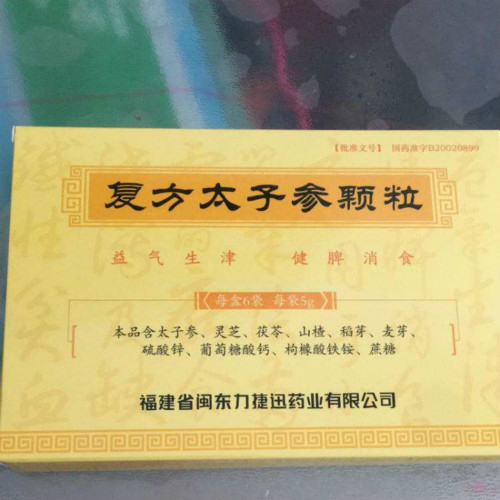 【批准文号】 国药准字B20020899
复方太子参颗粒
益气生津 健脾消食
每盒6袋 每袋5g
本品含太子参、灵芝、茯苓、山楂、稻芽、麦芽、
硫酸锌、葡萄糖酸钙、枸橼酸铁铵、蔗糖
福建省闽东力捷迅药业有限公司